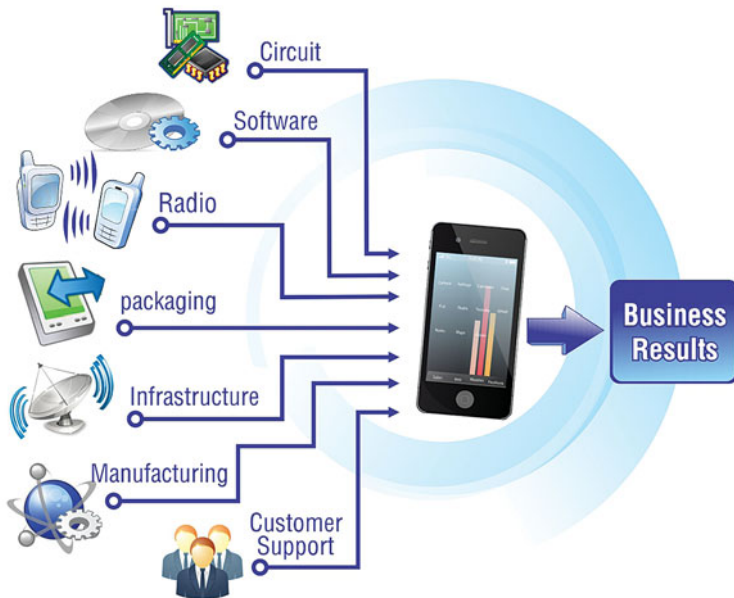 Circuit
Software
Radio
packaging
Infrastructure
Manufacturing
Customer
Support
Business
Results